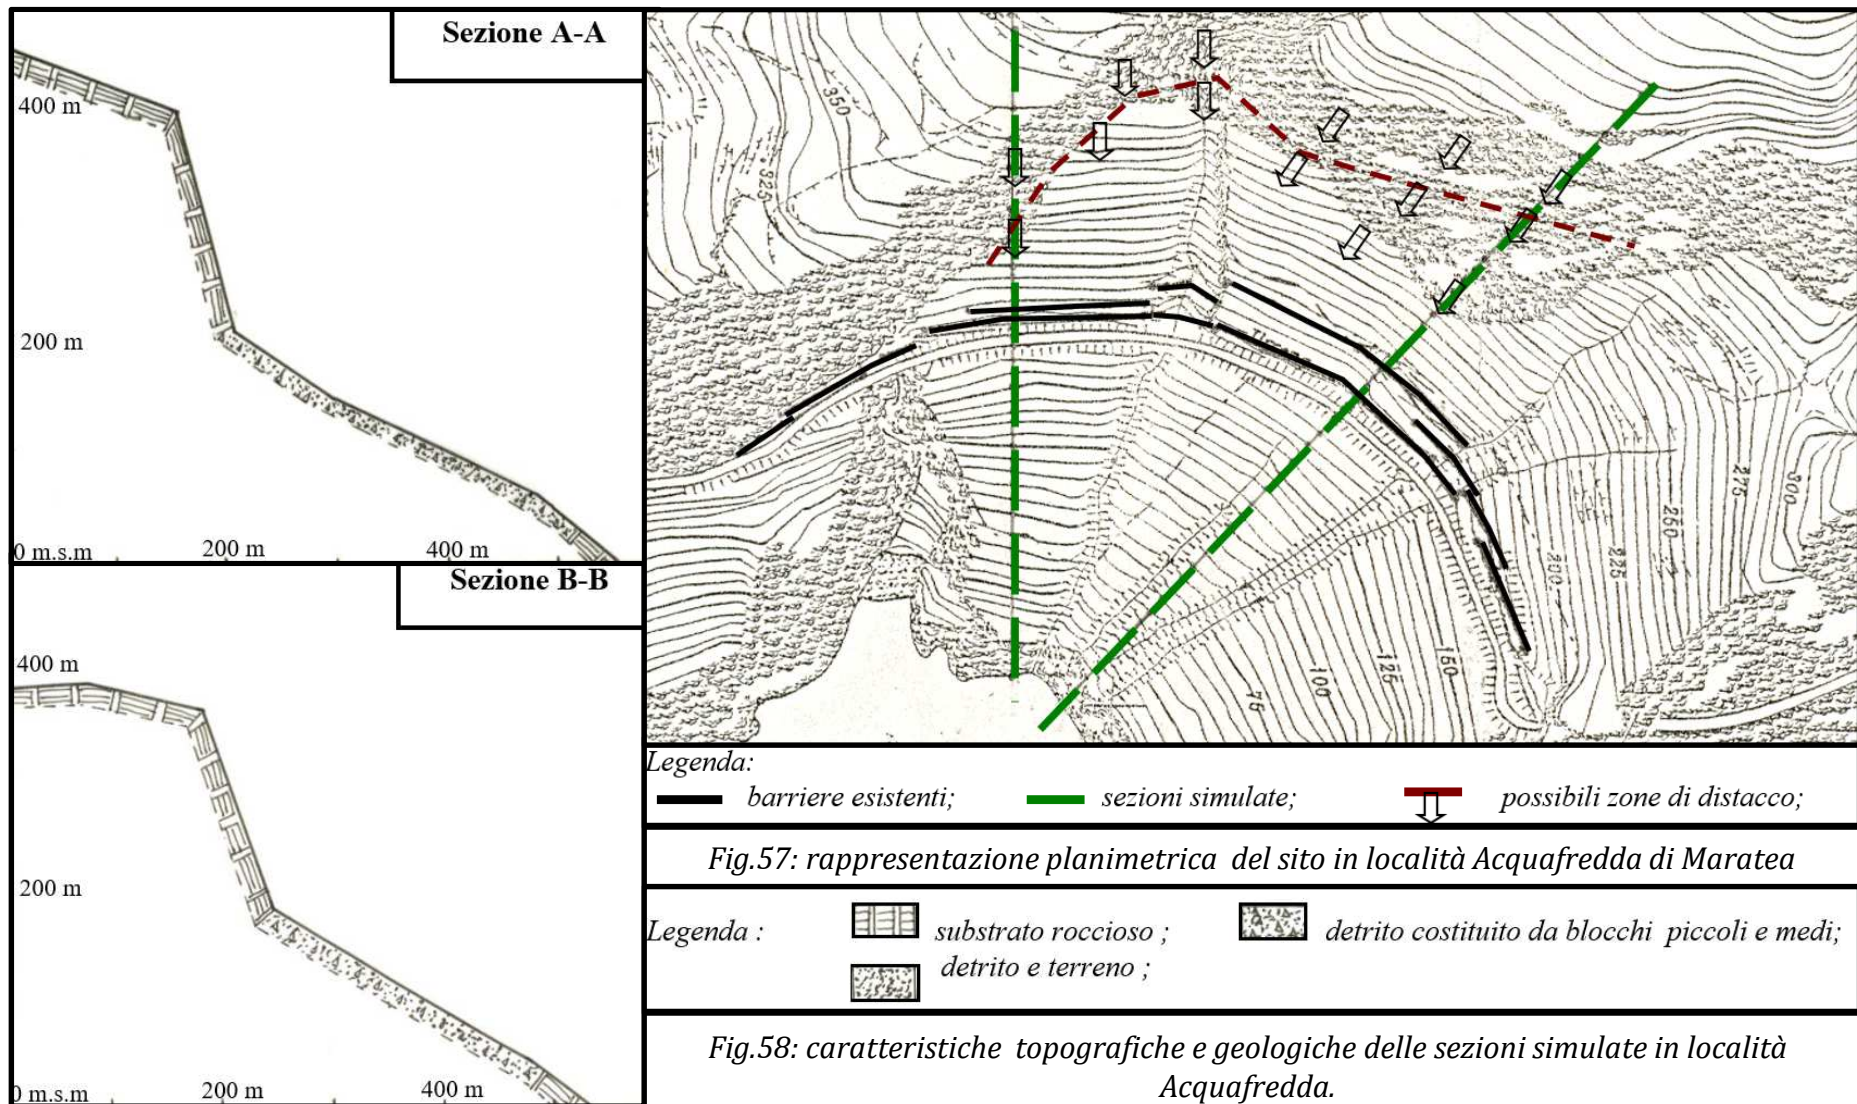 Sezione A-A
400 m
200 m
0 m.s.m
200 m
400 m
Sezione B-B
400 m
200 m
0 m.s.m
200 m
400 m
350
325
275
300
250
225
200
150
125
100
75
Legenda:
barriere esistenti;
sezioni simulate;
possibili zone di distacco;
Fig.57: rappresentazione planimetrica del sito in località Acquafredda di Maratea
Legenda :
substrato roccioso ;
detrito costituito da blocchi piccoli e medi;
detrito e terreno ;
Fig.58: caratteristiche topografiche e geologiche delle sezioni simulate in località
Acquafredda.